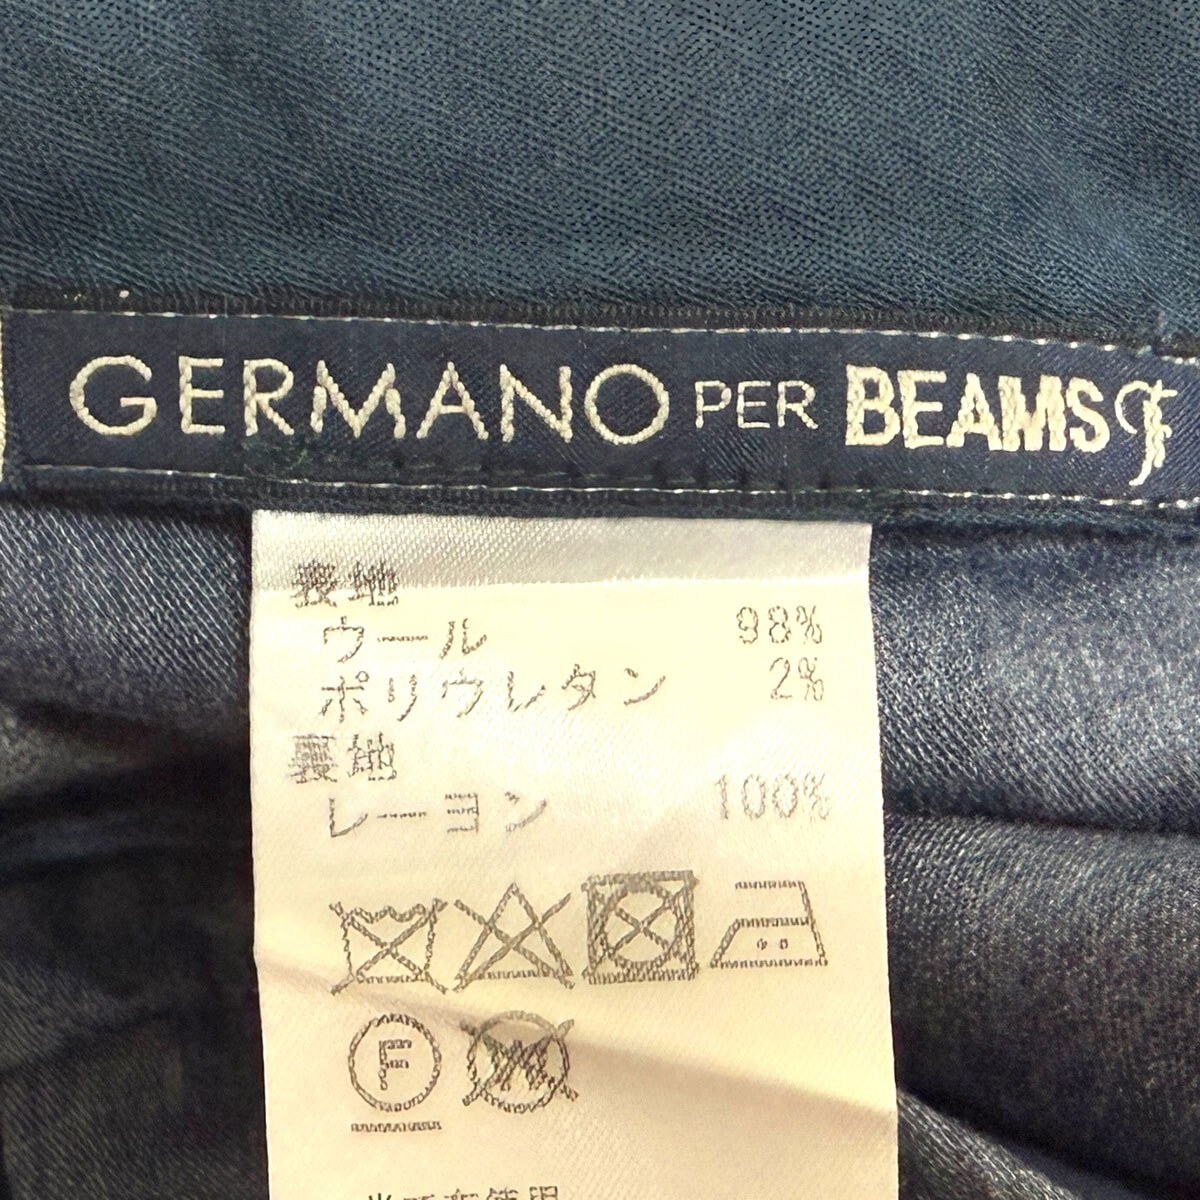 GERMANO PER BEAMS F
表地
ウール 98%
ポリウレタン 2%
裏地
レーヨン 100%
F
W